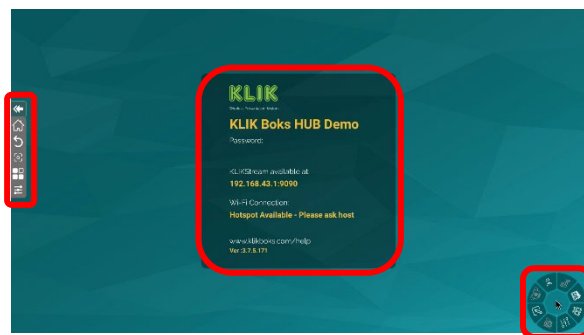 KLIK
KLIK Boks HUB Demo
Password:
KLIKStream available at:
192.168.43.1:9090
Wi-Fi Connection:
Hotspot Available - Please ask host
www.klikboks.com/help
Ver :3.7.5.171